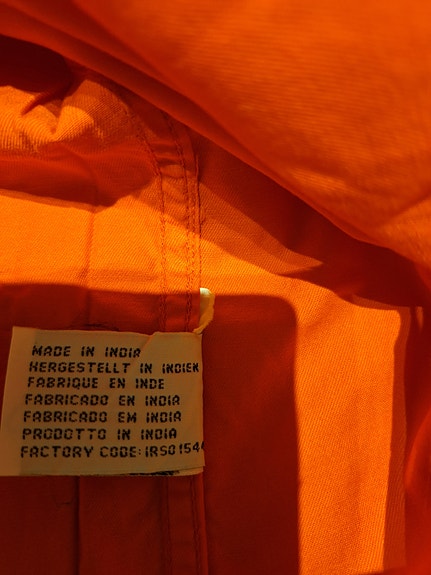 MADE IN INDIA
HERGESTELLT IN INDIEN
FABRIQUE EN INDE
FABRICADO EN INDIA
FABRICADO EM INDIA
PRODOTTO IN INDIA
FACTORY CODE: